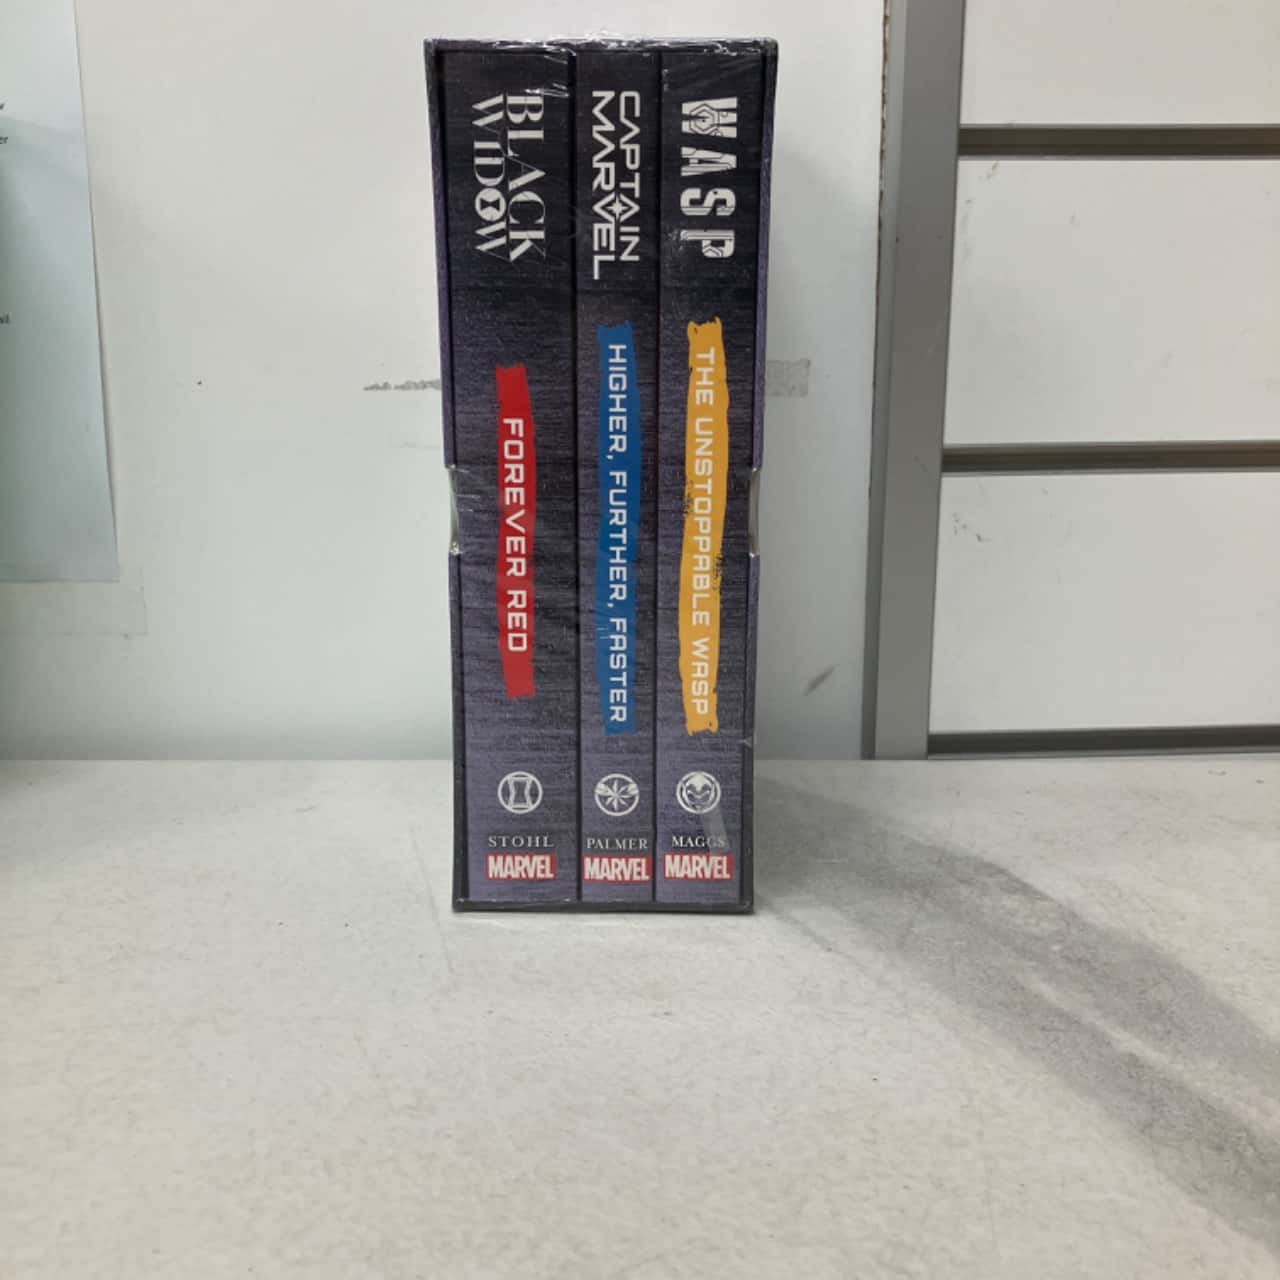 BLACK
WIDOW
FOREVER RED
STOHL
MARVEL
CAPTAIN
MARVEL
HIGHER, FURTHER, FASTER
PALMER
MARVEL
WASP
THE UNSTOPPABLE WASP
MAGGS
MARVEL